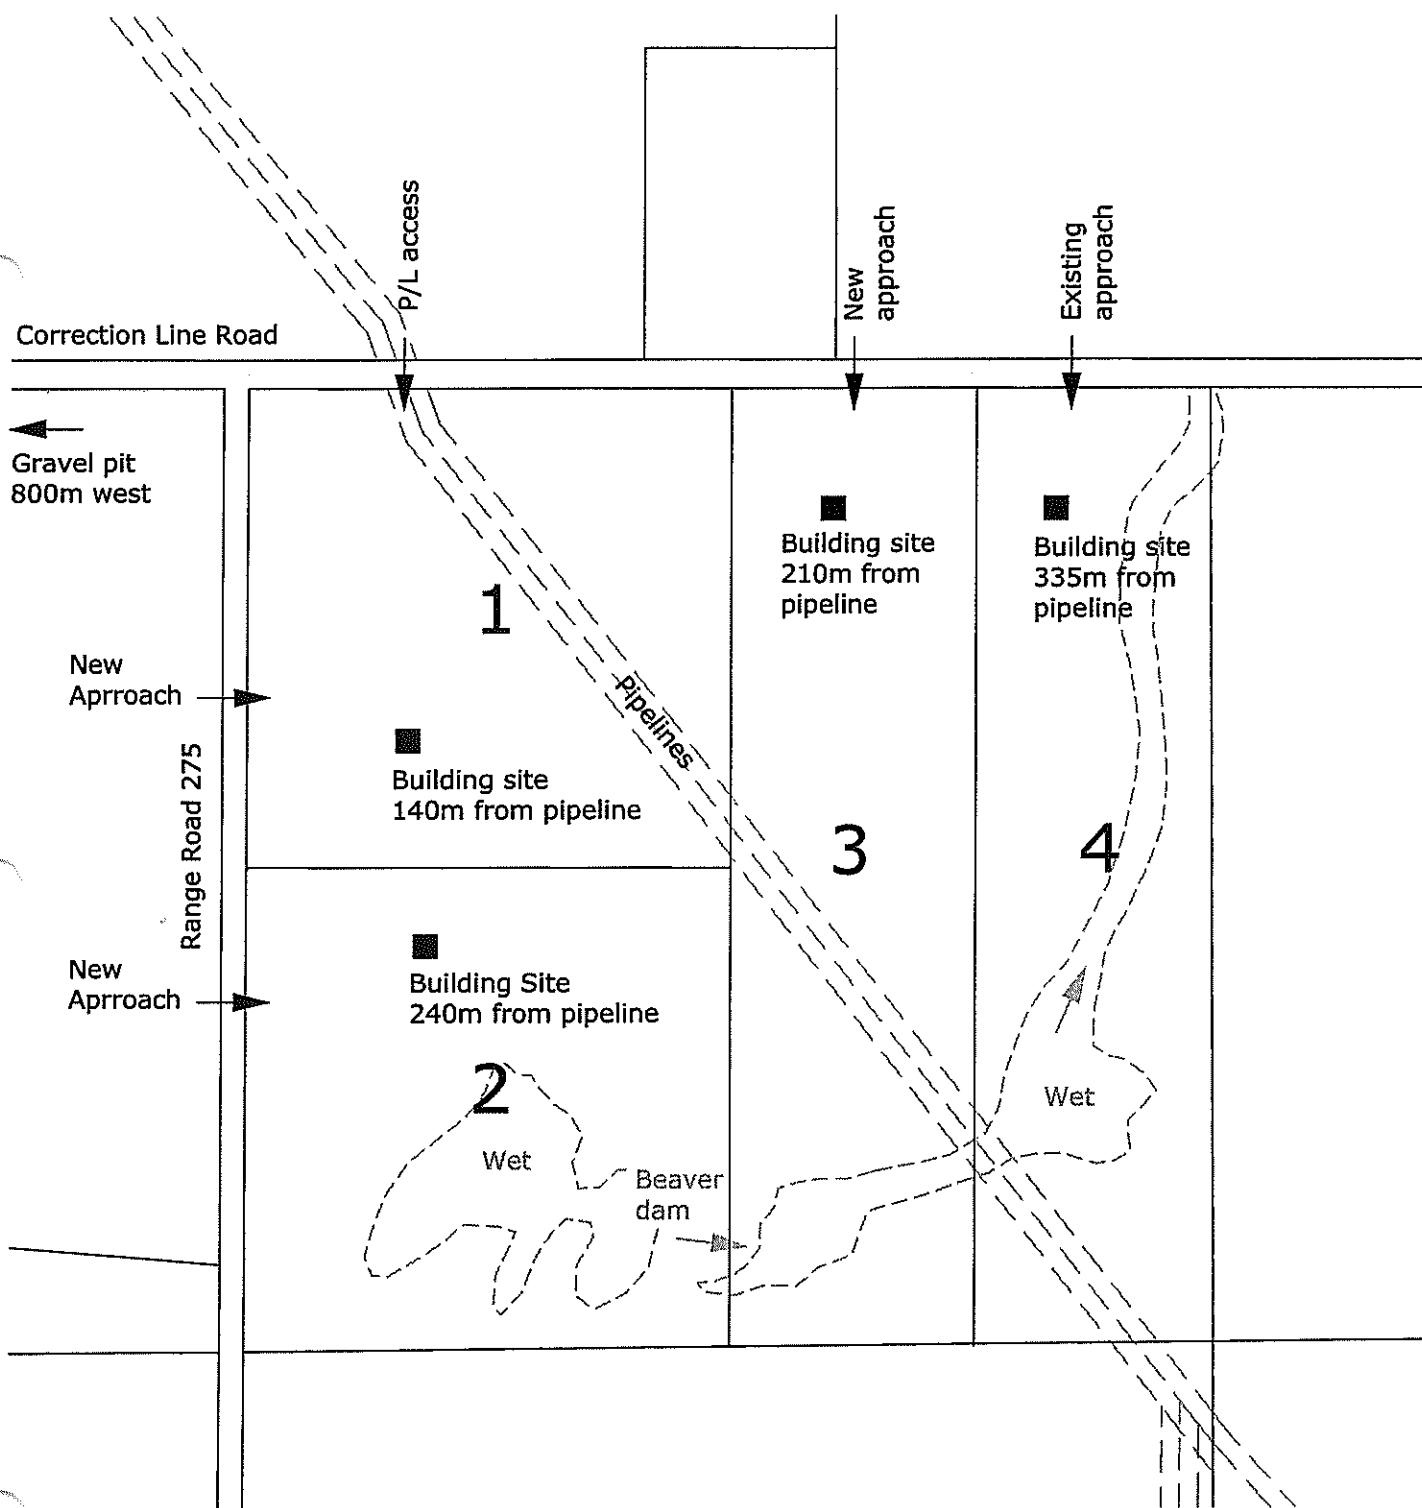 P/L access
New
approach
Existing
approach
Correction Line Road
Gravel pit
800m west
Building site
210m from
pipeline
Building site
335m from
pipeline
1
New
Aprroach
Pipelines
Range Road 275
Building site
140m from pipeline
3
4
New
Aprroach
Building Site
240m from pipeline
2
Wet
Wet
Beaver
dam